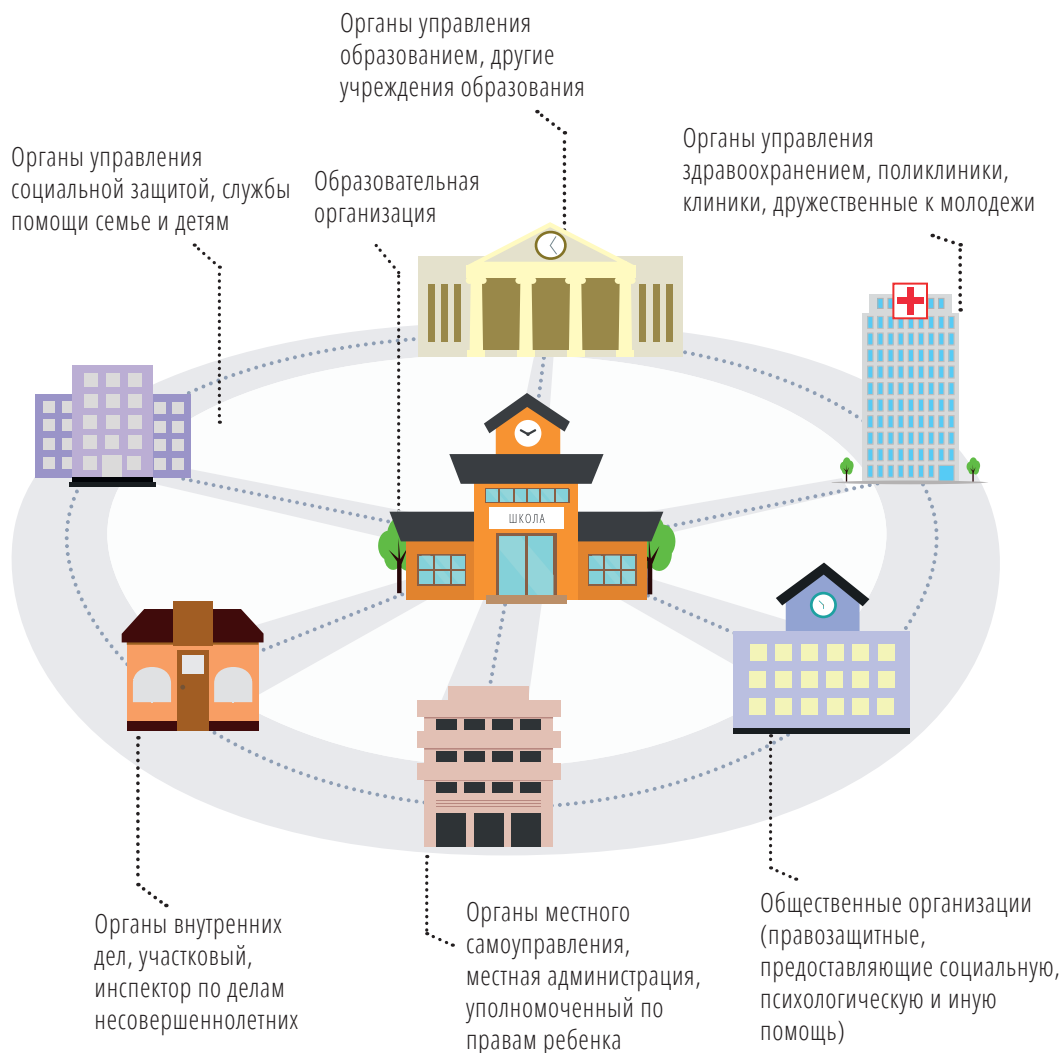 Органы управления
образованием, другие
учреждения образования
Органы управления
социальной защитой, службы
помощи семье и детям
Образовательная
организация
Органы управления
здравоохранением, поликлиники,
клиники, дружественные к молодежи
ШКОЛА
Органы внутренних
дел, участковый,
инспектор по делам
несовершеннолетних
Органы местного
самоуправления,
местная администрация,
уполномоченный по
правам ребенка
Общественные организации
(правозащитные,
предоставляющие социальную,
психологическую и иную
помощь)